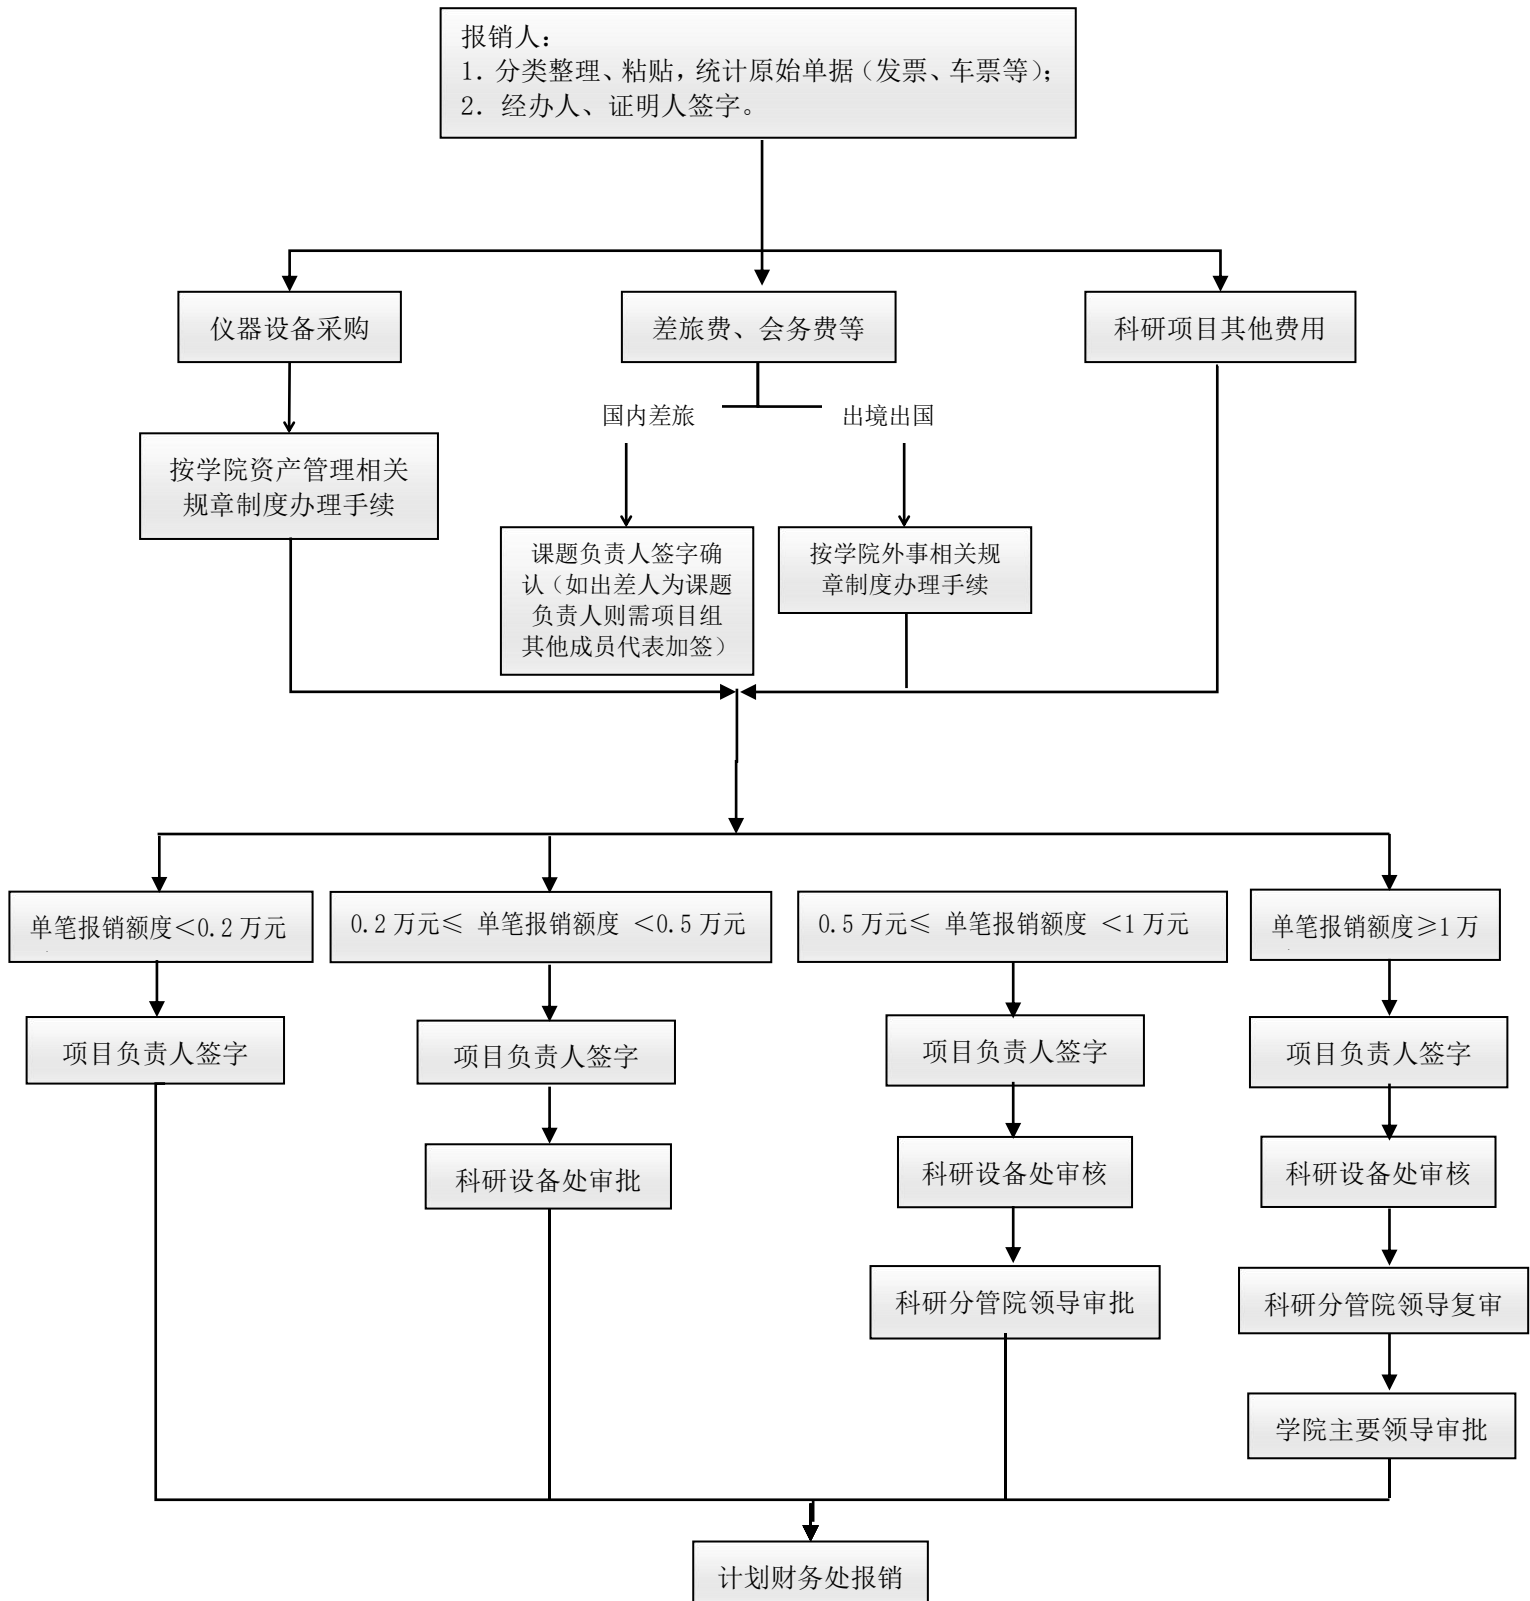 报销人：
1. 分类整理、粘贴，统计原始单据（发票、车票等）；
2. 经办人、证明人签字。
仪器设备采购
差旅费、会务费等
科研项目其他费用
国内差旅
出境出国
按学院资产管理相关
规章制度办理手续
课题负责人签字确
认（如出差人为课题
负责人则需项目组
其他成员代表加签）
按学院外事相关规
章制度办理手续
单笔报销额度＜0.2 万元
0.2 万元≤ 单笔报销额度 ＜0.5 万元
0.5 万元≤ 单笔报销额度 ＜1 万元
单笔报销额度≥1 万
项目负责人签字
项目负责人签字
项目负责人签字
项目负责人签字
科研设备处审批
科研设备处审核
科研设备处审核
科研分管院领导审批
科研分管院领导复审
学院主要领导审批
计划财务处报销